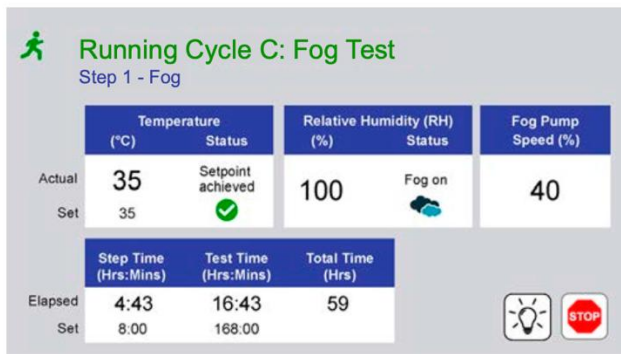 Running Cycle C: Fog Test
Step 1 - Fog
Temperature
(°C) Status
Relative Humidity (RH)
(%) Status
Fog Pump
Speed (%)
Actual 35 Setpoint achieved 100 Fog on 40
Set 35
Step Time
(Hrs:Mins)
Test Time
(Hrs:Mins)
Total Time
(Hrs)
Elapsed 4:43 16:43 59
Set 8:00 168:00
STOP